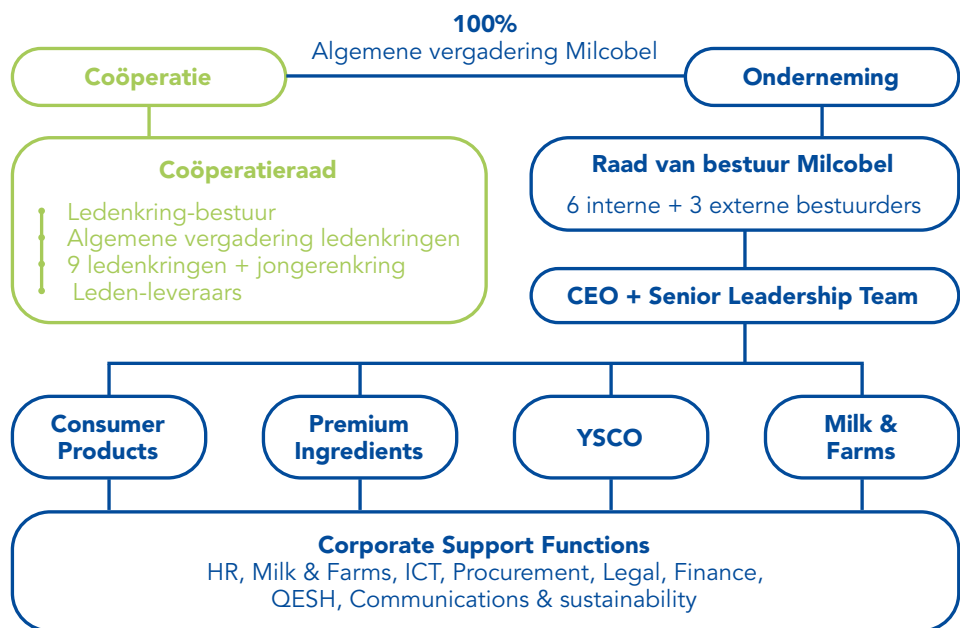 100%
Algemene vergadering Milcobel
Coöperatie
Onderneming
Coöperatieraad
Ledenkring-bestuur
Algemene vergadering ledenkringen
9 ledenkringen + jongerenkring
Leden-leveraars
Raad van bestuur Milcobel
6 interne + 3 externe bestuurders
CEO + Senior Leadership Team
Consumer
Products
Premium
Ingredients
YSCO
Milk &
Farms
Corporate Support Functions
HR, Milk & Farms, ICT, Procurement, Legal, Finance,
QESH, Communications & sustainability